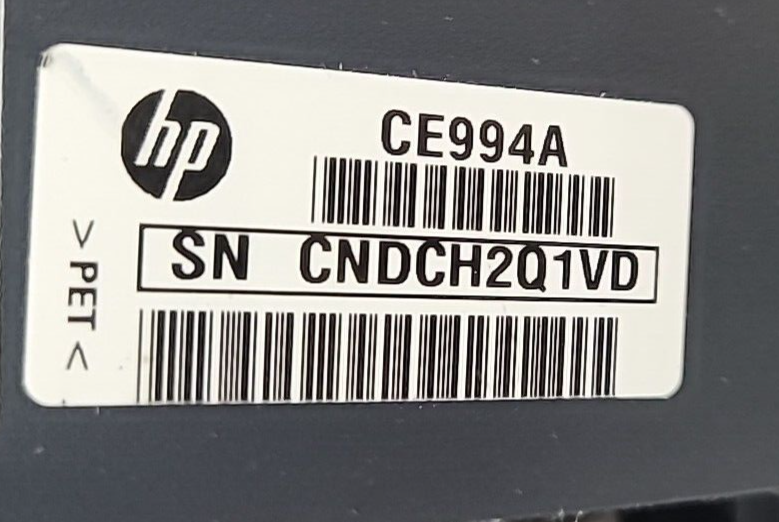 hp
CE994A
SN CNDCH2Q1VD
>PET<